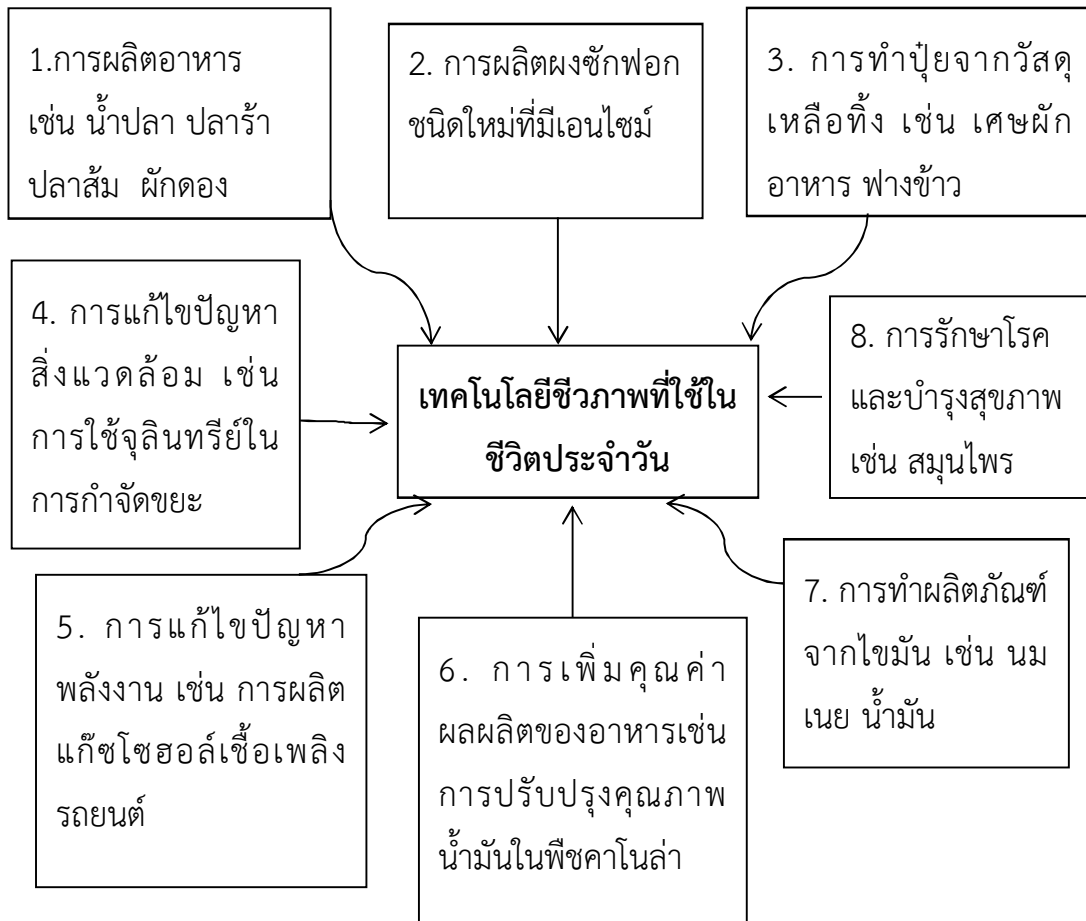 1.การผลิตอาหาร
เช่น น้ำปลา ปลาร้า
ปลาส้ม ผักดอง
2. การผลิตผงซักฟอก
ชนิดใหม่ที่มีเอนไซม์
3. การทำปุ๋ยจากวัสดุ
เหลือทิ้ง เช่น เศษผัก
อาหาร ฟางข้าว
4. การแก้ไขปัญหา
สิ่งแวดล้อม เช่น
การใช้จุลินทรีย์ใน
การกำจัดขยะ
เทคโนโลยีชีวภาพที่ใช้ใน
ชีวิตประจำวัน
8. การรักษาโรค
และบำรุงสุขภาพ
เช่น สมุนไพร
5. การแก้ไขปัญหา
พลังงาน เช่น การผลิต
แก๊ซโซฮอล์เชื้อเพลิง
รถยนต์
6. การเพิ่มคุณค่า
ผลผลิตของอาหารเช่น
การปรับปรุงคุณภาพ
น้ำมันในพืชคาโนล่า
7. การทำผลิตภัณฑ์
จากไขมัน เช่น นม
เนย น้ำมัน